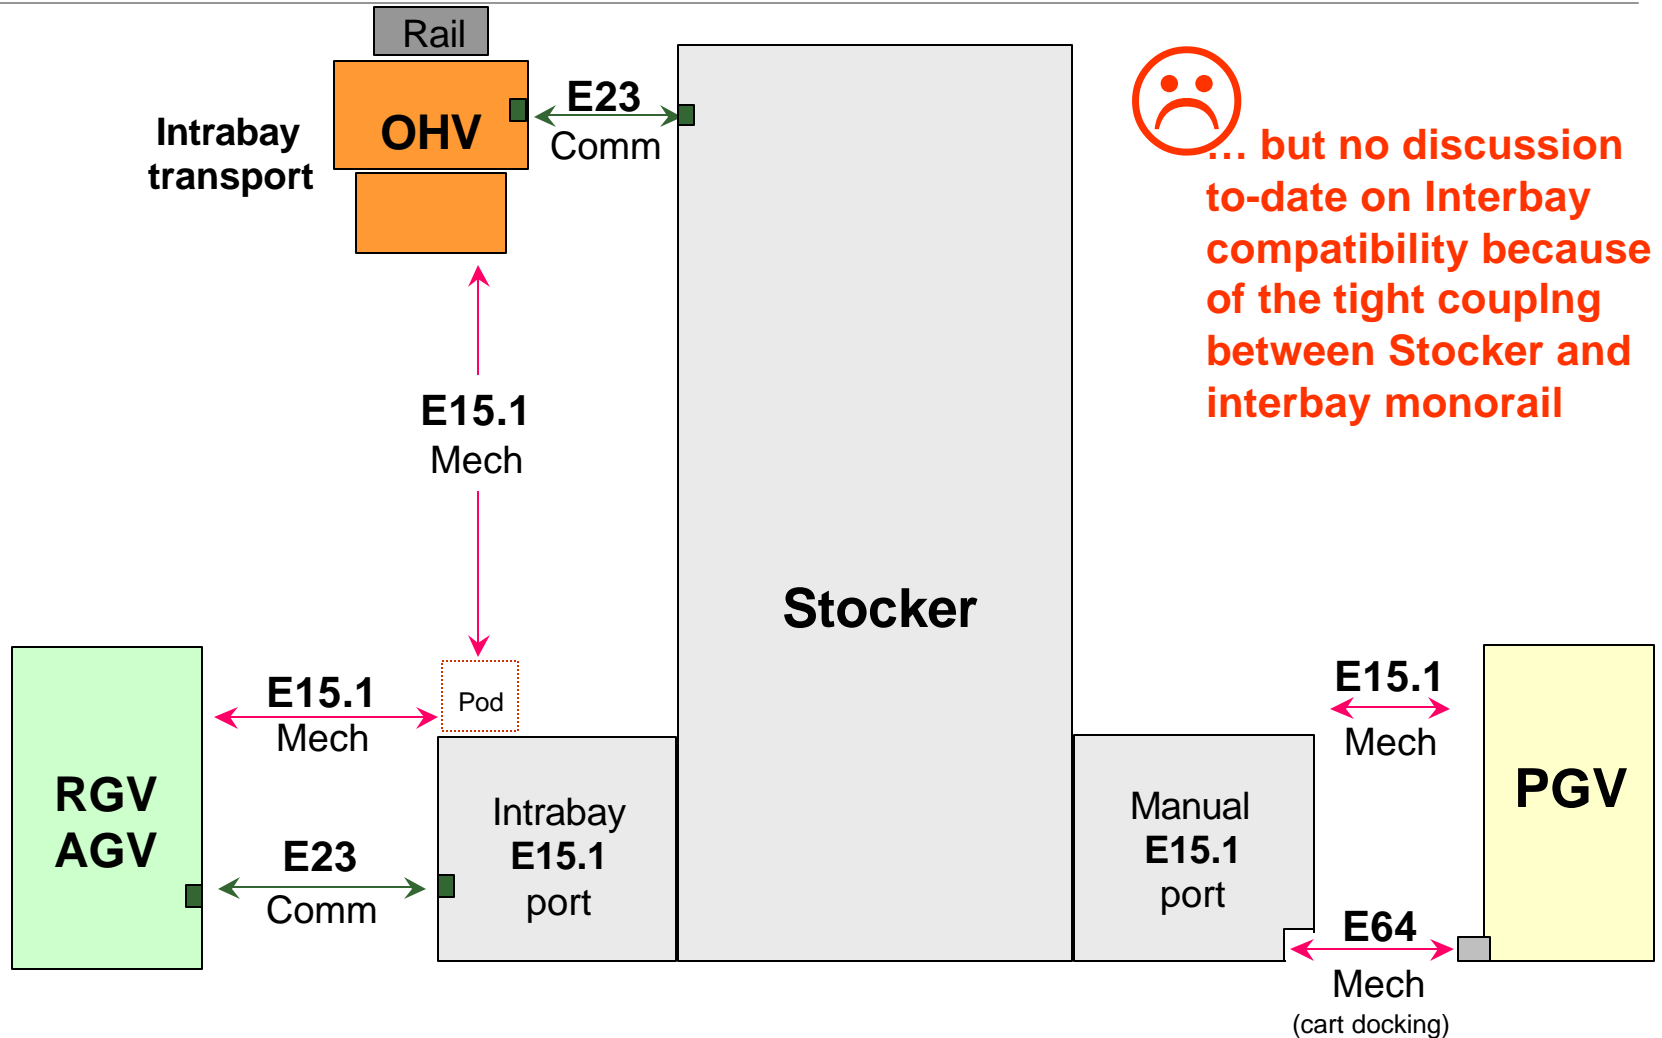 Rail
OHV
Intrabay
transport
E23
Comm
… but no discussion
to-date on Interbay
compatibility because
of the tight couplng
between Stocker and
interbay monorail
E15.1
Mech
Stocker
RGV
AGV
E15.1
Mech
Pod
E23
Comm
Intrabay
E15.1
port
Manual
E15.1
port
E15.1
Mech
PGV
E64
Mech
(cart docking)